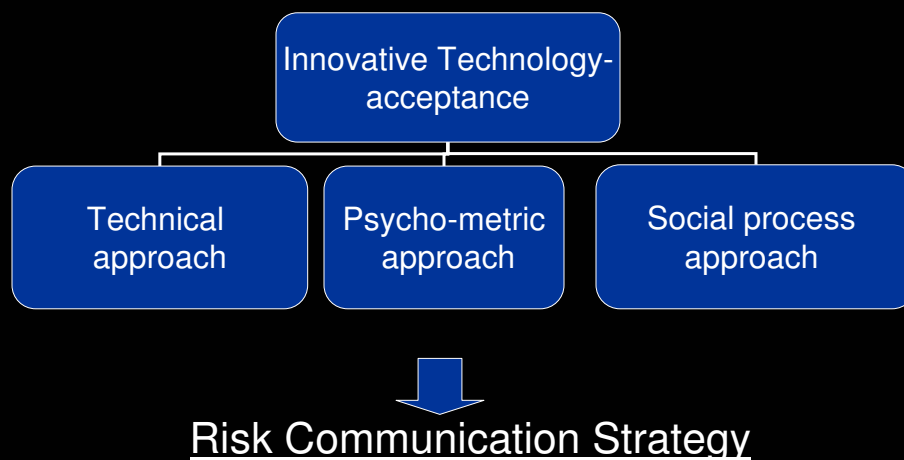 Innovative Technology-
acceptance
Technical
approach
Psycho-metric
approach
Social process
approach
Risk Communication Strategy